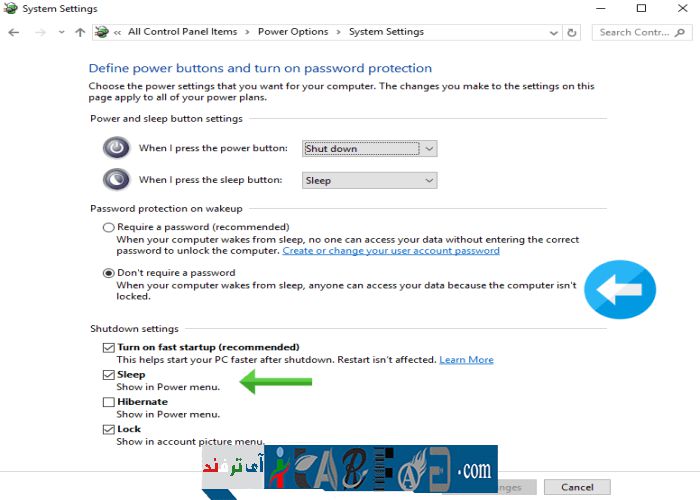 System Settings
« All Control Panel Items > Power Options > System Settings
Search Contr...
Define power buttons and turn on password protection
Choose the power settings that you want for your computer. The changes you make to the settings on this
page apply to all of your power plans.
Power and sleep button settings
When I press the power button: Shut down
When I press the sleep button: Sleep
Password protection on wakeup
Require a password (recommended)
When your computer wakes from sleep, no one can access your data without entering the correct
password to unlock the computer. Create or change your user account password
Don't require a password
When your computer wakes from sleep, anyone can access your data because the computer isn't
locked.
Shutdown settings
Turn on fast startup (recommended)
This helps start your PC faster after shutdown. Restart isn't affected. Learn More
Sleep
Show in Power menu.
Hibernate
Show in Power menu.
Lock
Show in account picture menu.
آی ترفند
.com
Cancel